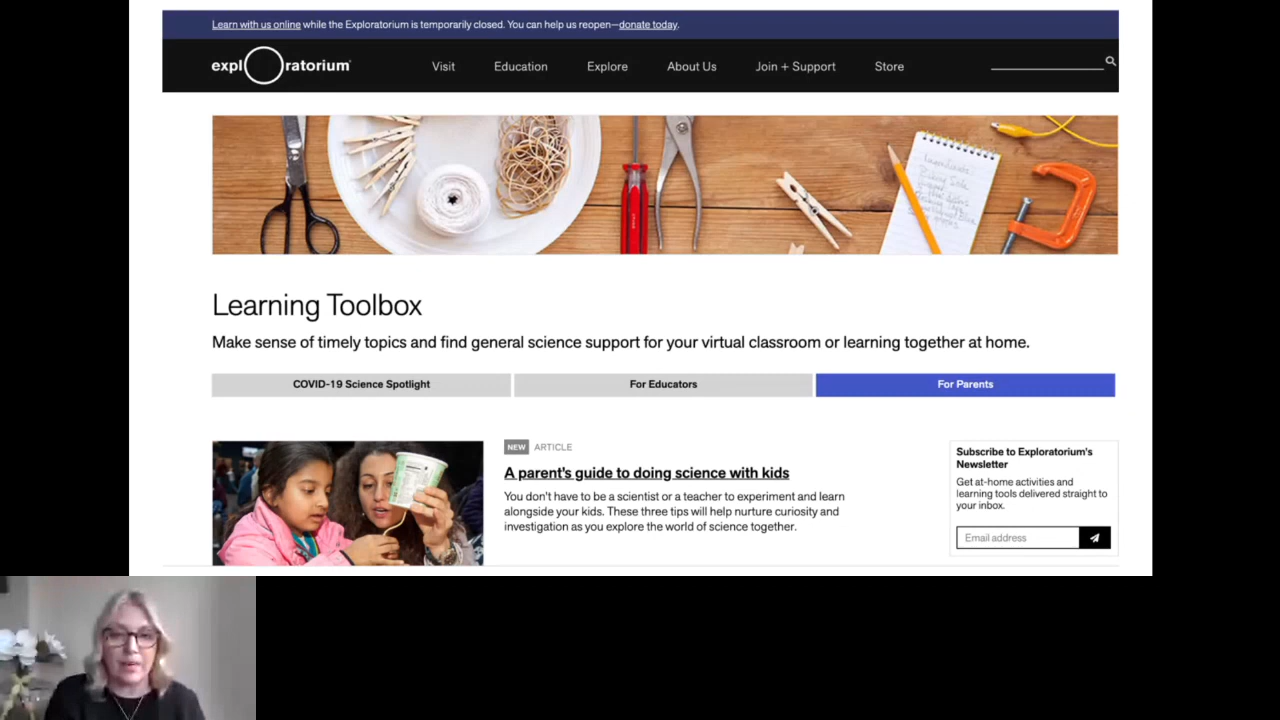 Learn with us online while the Exploratorium is temporarily closed. You can help us reopen—donate today.
expl ratorium
Visit
Education
Explore
About Us
Join + Support
Store
Learning Toolbox
Make sense of timely topics and find general science support for your virtual classroom or learning together at home.
COVID-19 Science Spotlight
For Educators
For Parents
NEW ARTICLE
A parent's guide to doing science with kids
You don't have to be a scientist or a teacher to experiment and learn
alongside your kids. These three tips will help nurture curiosity and
investigation as you explore the world of science together.
Subscribe to Exploratorium's
Newsletter
Get at-home activities and
learning tools delivered straight to
your inbox.
Email address